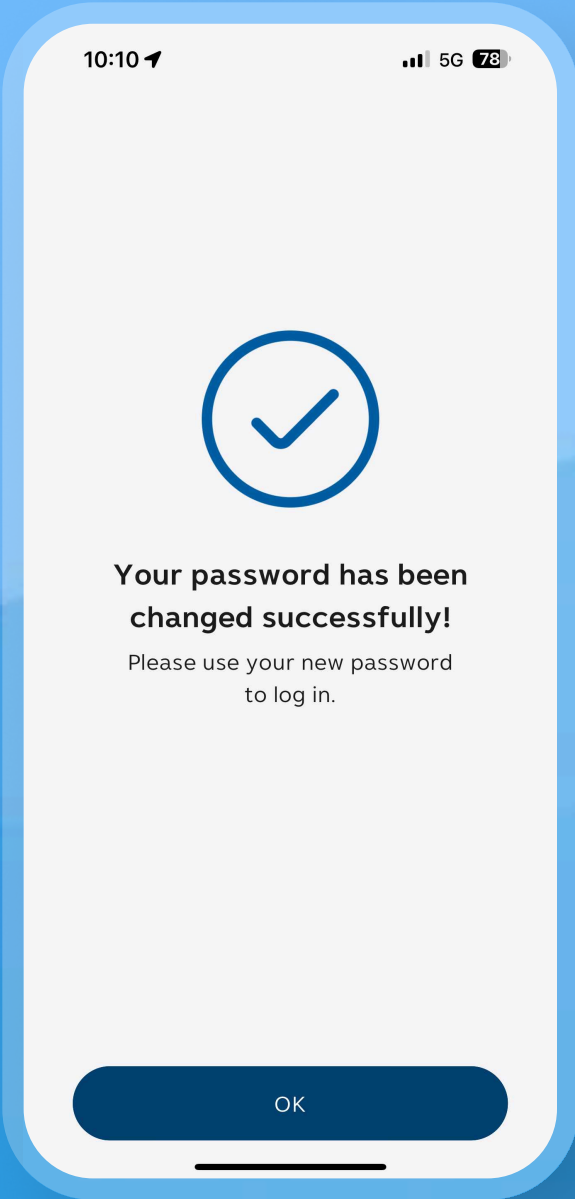 10:10 5G 78
Your password has been
changed successfully!
Please use your new password
to log in.
OK